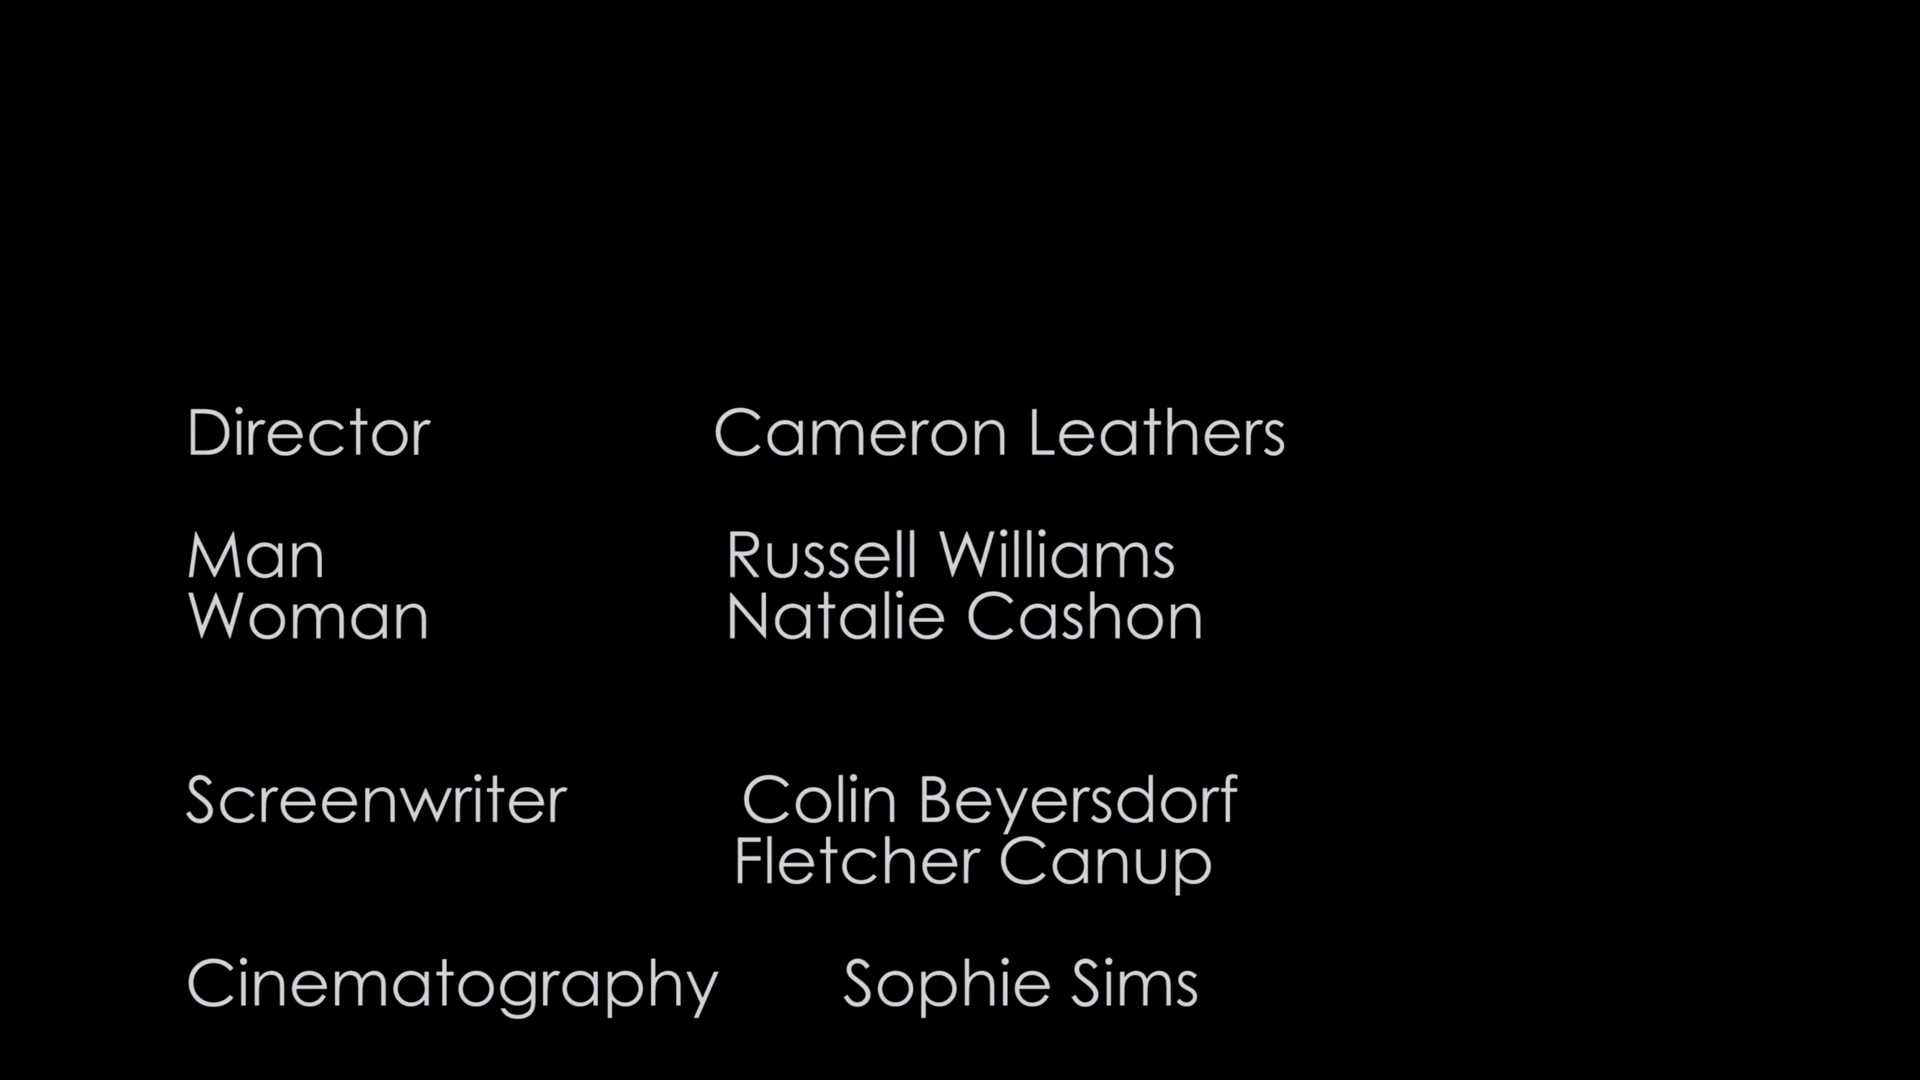 Director Cameron Leathers
Man Russell Williams
Woman Natalie Cashon
Screenwriter Colin Beyersdorf
Fletcher Canup
Cinematography Sophie Sims